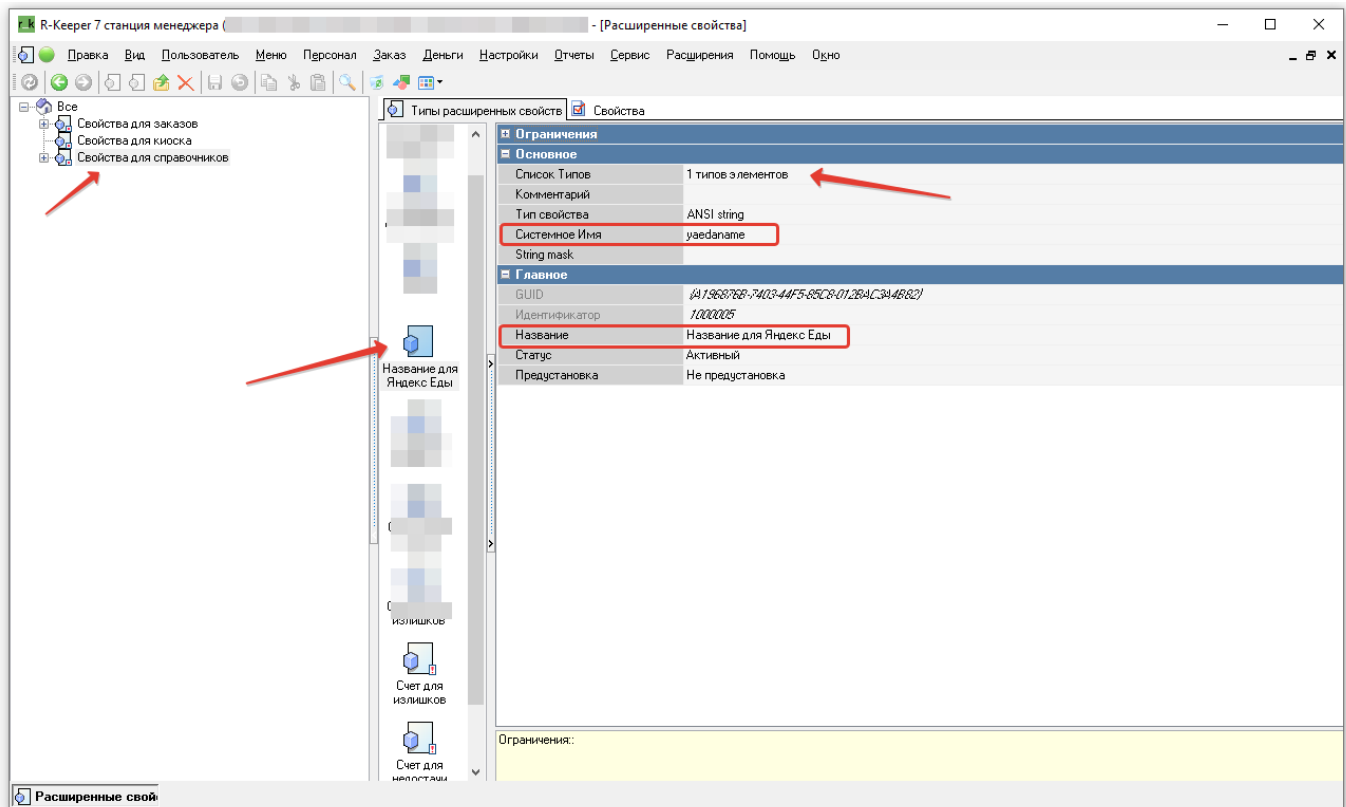 R-Keeper 7 станция менеджера ( - [Расширенные свойства]
Правка Вид Пользователь Меню Персонал Заказ Деньги Настройки Отчеты Сервис Расширения Помощь Окно
Все
Свойства для заказов
Свойства для киоска
Свойства для справочников
Типы расширенных свойств Свойства
Название для
Яндекс Еды
излишков
Счет для
излишков
Счет для
недостачи
Ограничения
Основное
Список Типов 1 типов элементов
Комментарий
Тип свойства ANSI string
Системное Имя yaedaname
String mask
Главное
GUID {A196876B-7403-44F5-85C8-012BAC3A4B82}
Идентификатор 1000005
Название Название для Яндекс Еды
Статус Активный
Предустановка Не предустановка
Ограничения::
Расширенные свой